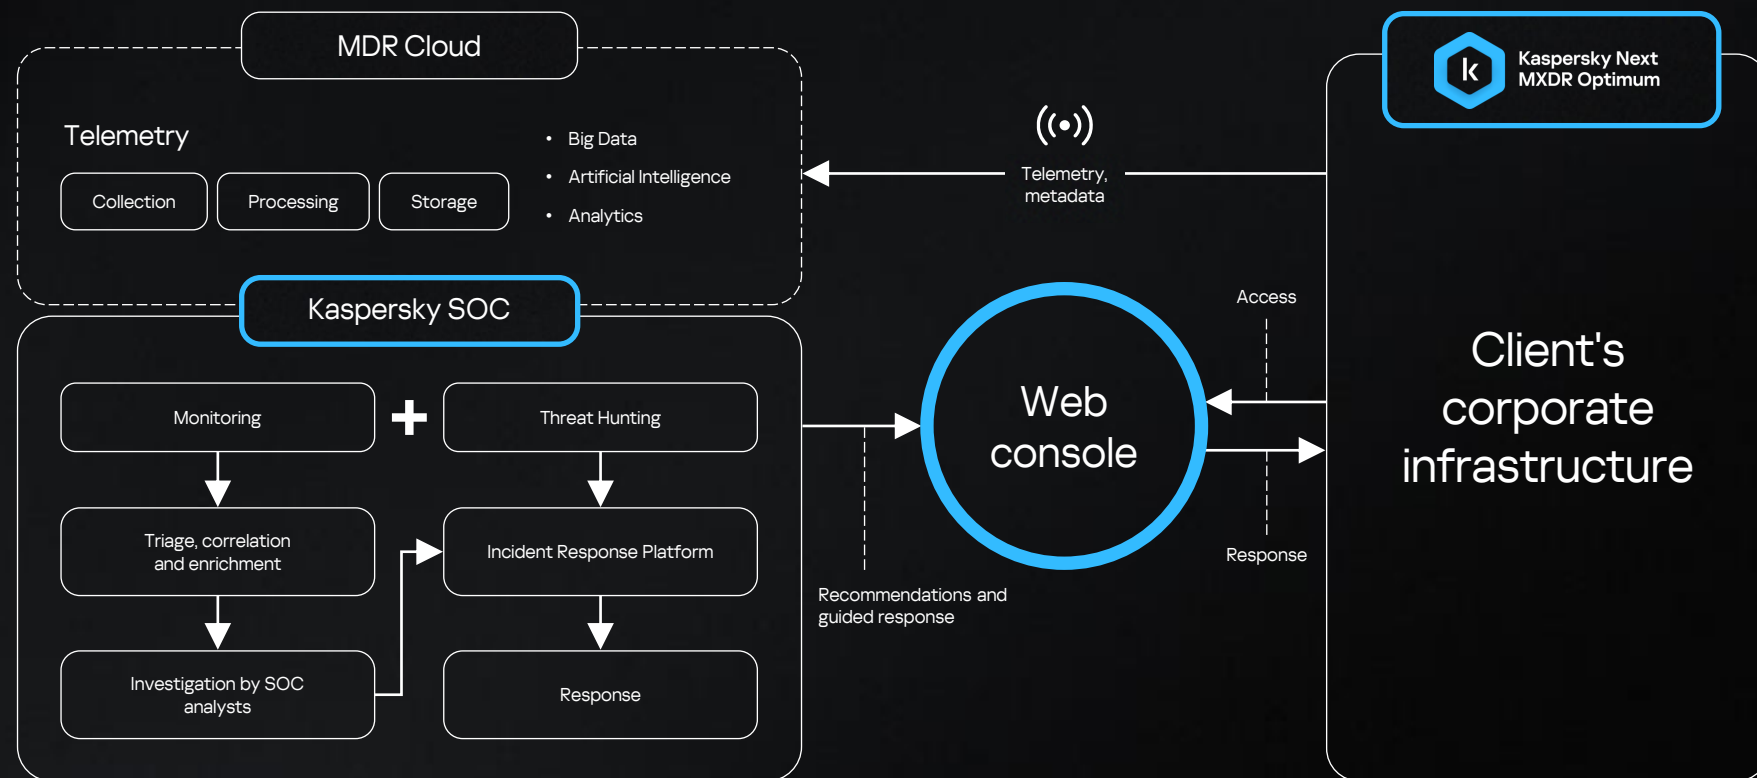 MDR Cloud
Telemetry
Collection
Processing
Storage
• Big Data
• Artificial Intelligence
• Analytics
Kaspersky SOC
Monitoring
Threat Hunting
Triage, correlation
and enrichment
Incident Response Platform
Investigation by SOC
analysts
Response
Telemetry,
metadata
Recommendations and
guided response
Web
console
Access
Response
k
Kaspersky Next
MXDR Optimum
Client's
corporate
infrastructure